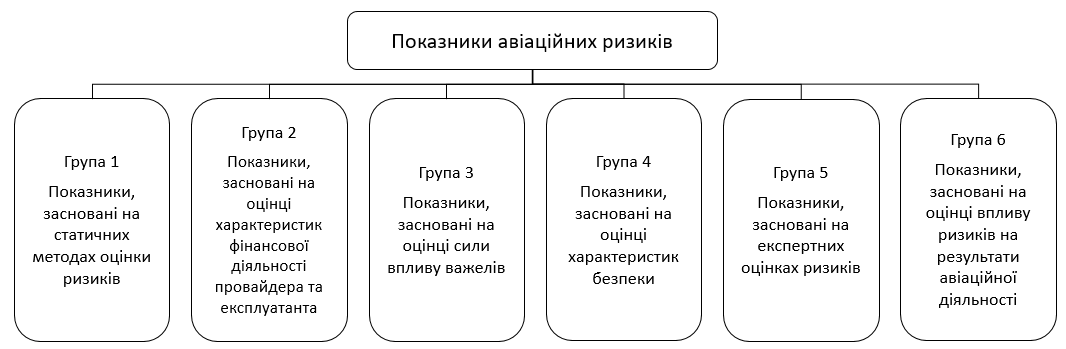 Показники авіаційних ризиків
Група 1
Показники,
засновані на
статичних
методах оцінки
ризиків
Група 2
Показники,
засновані на
оцінці
характеристик
фінансової
діяльності
провайдера та
експлуатанта
Група 3
Показники,
засновані на
оцінці сили
впливу важелів
Група 4
Показники,
засновані на
оцінці
характеристик
безпеки
Група 5
Показники,
засновані на
експертних
оцінках ризиків
Група 6
Показники,
засновані на
оцінці впливу
ризиків на
результати
авіаційної
діяльності